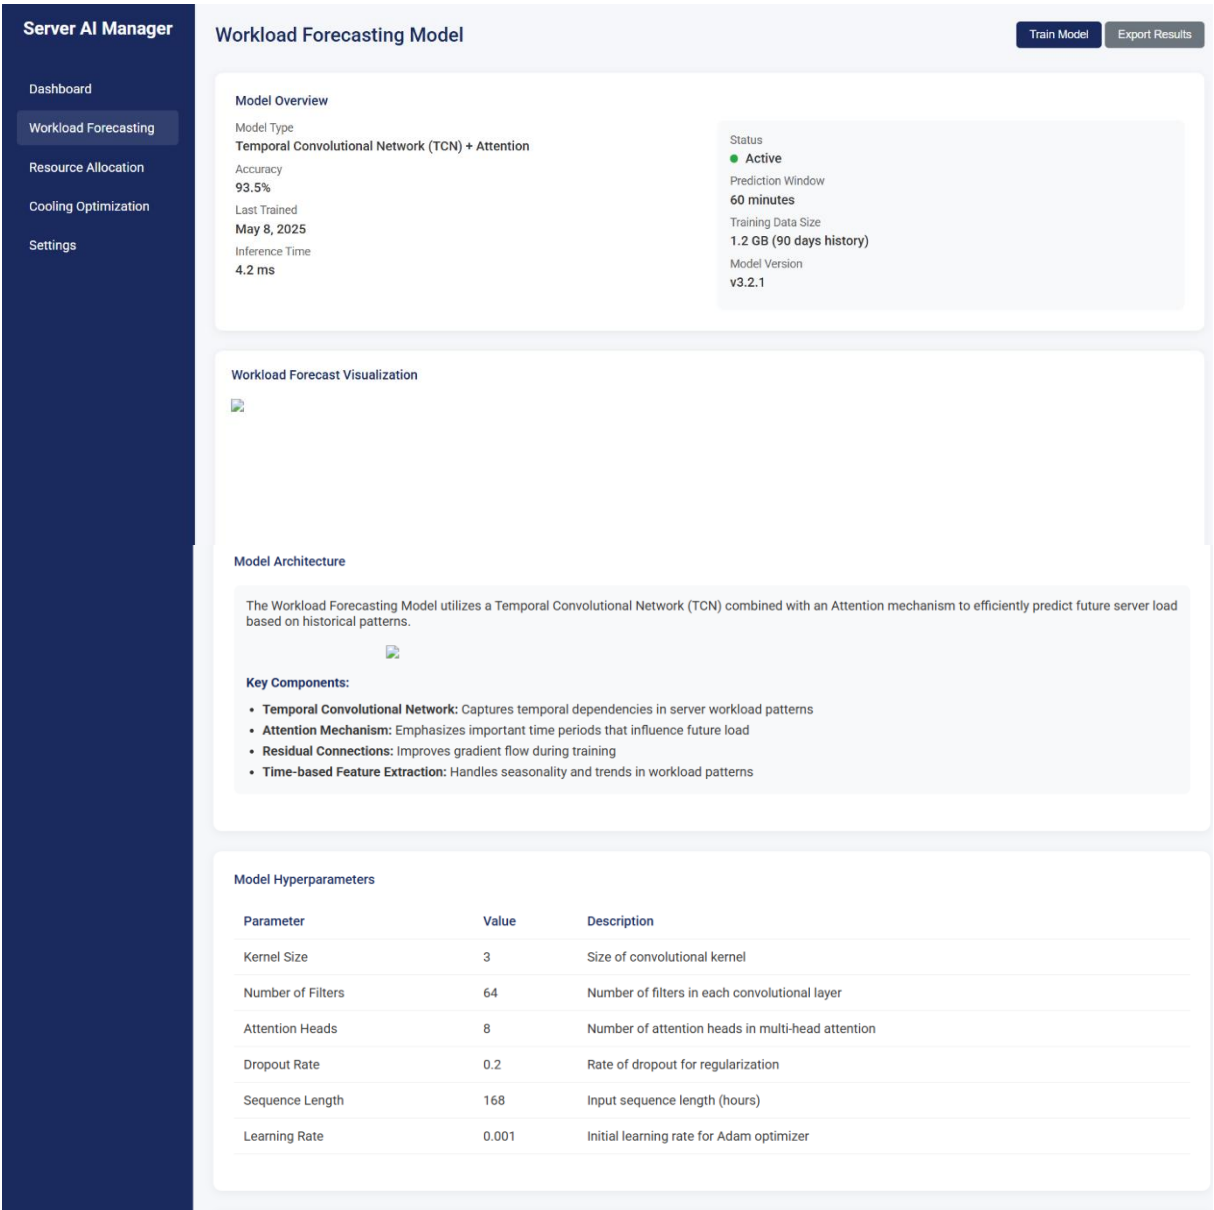 Server AI Manager
Dashboard
Workload Forecasting
Resource Allocation
Cooling Optimization
Settings
Workload Forecasting Model
Train Model
Export Results
Model Overview
Model Type
Temporal Convolutional Network (TCN) + Attention
Accuracy
93.5%
Last Trained
May 8, 2025
Inference Time
4.2 ms
Status
Active
Prediction Window
60 minutes
Training Data Size
1.2 GB (90 days history)
Model Version
v3.2.1
Workload Forecast Visualization
Model Architecture
The Workload Forecasting Model utilizes a Temporal Convolutional Network (TCN) combined with an Attention mechanism to efficiently predict future server load
based on historical patterns.
Key Components:
• Temporal Convolutional Network: Captures temporal dependencies in server workload patterns
• Attention Mechanism: Emphasizes important time periods that influence future load
• Residual Connections: Improves gradient flow during training
• Time-based Feature Extraction: Handles seasonality and trends in workload patterns
Model Hyperparameters
Parameter Value Description
Kernel Size 3 Size of convolutional kernel
Number of Filters 64 Number of filters in each convolutional layer
Attention Heads 8 Number of attention heads in multi-head attention
Dropout Rate 0.2 Rate of dropout for regularization
Sequence Length 168 Input sequence length (hours)
Learning Rate 0.001 Initial learning rate for Adam optimizer